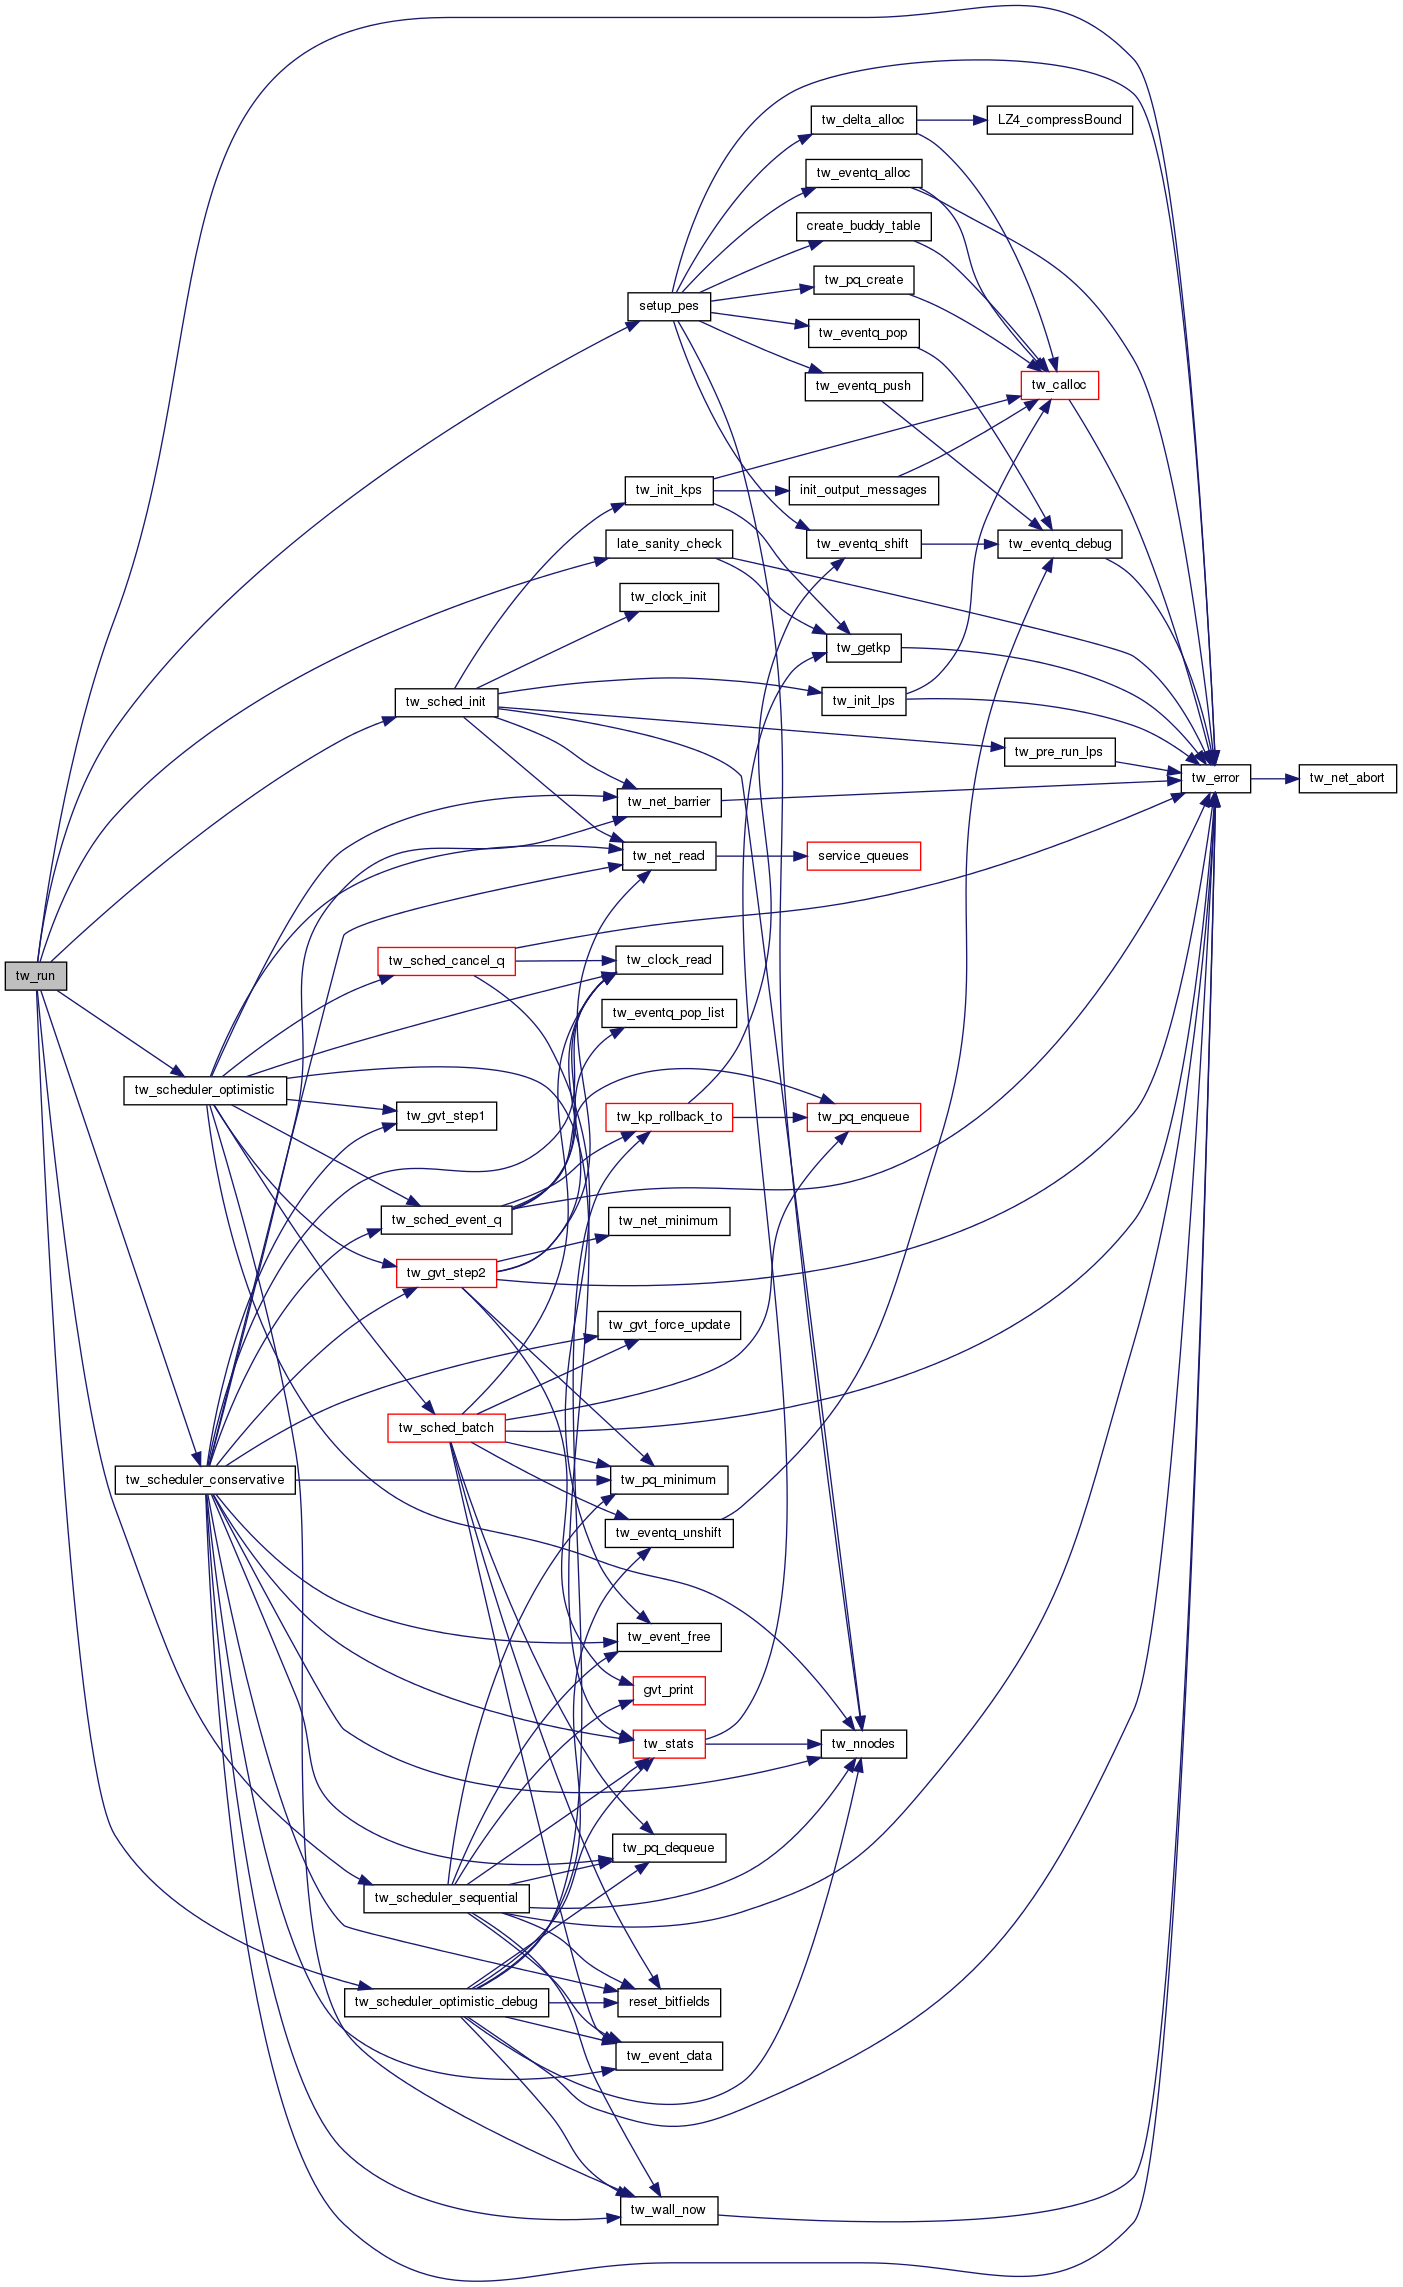 tw_delta_alloc
LZ4_compressBound
tw_eventq_alloc
create_buddy_table
tw_pq_create
setup_pes
tw_eventq_pop
tw_eventq_push
tw_calloc
tw_init_kps
init_output_messages
late_sanity_check
tw_eventq_shift
tw_eventq_debug
tw_clock_init
tw_getkp
tw_sched_init
tw_init_lps
tw_pre_run_lps
tw_error
tw_net_abort
tw_net_barrier
tw_net_read
service_queues
tw_sched_cancel_q
tw_clock_read
tw_run
tw_eventq_pop_list
tw_scheduler_optimistic
tw_gvt_step1
tw_kp_rollback_to
tw_pq_enqueue
tw_sched_event_q
tw_net_minimum
tw_gvt_step2
tw_gvt_force_update
tw_sched_batch
tw_scheduler_conservative
tw_pq_minimum
tw_eventq_unshift
tw_event_free
gvt_print
tw_stats
tw_nnodes
tw_pq_dequeue
tw_scheduler_sequential
tw_scheduler_optimistic_debug
reset_bitfields
tw_event_data
tw_wall_now